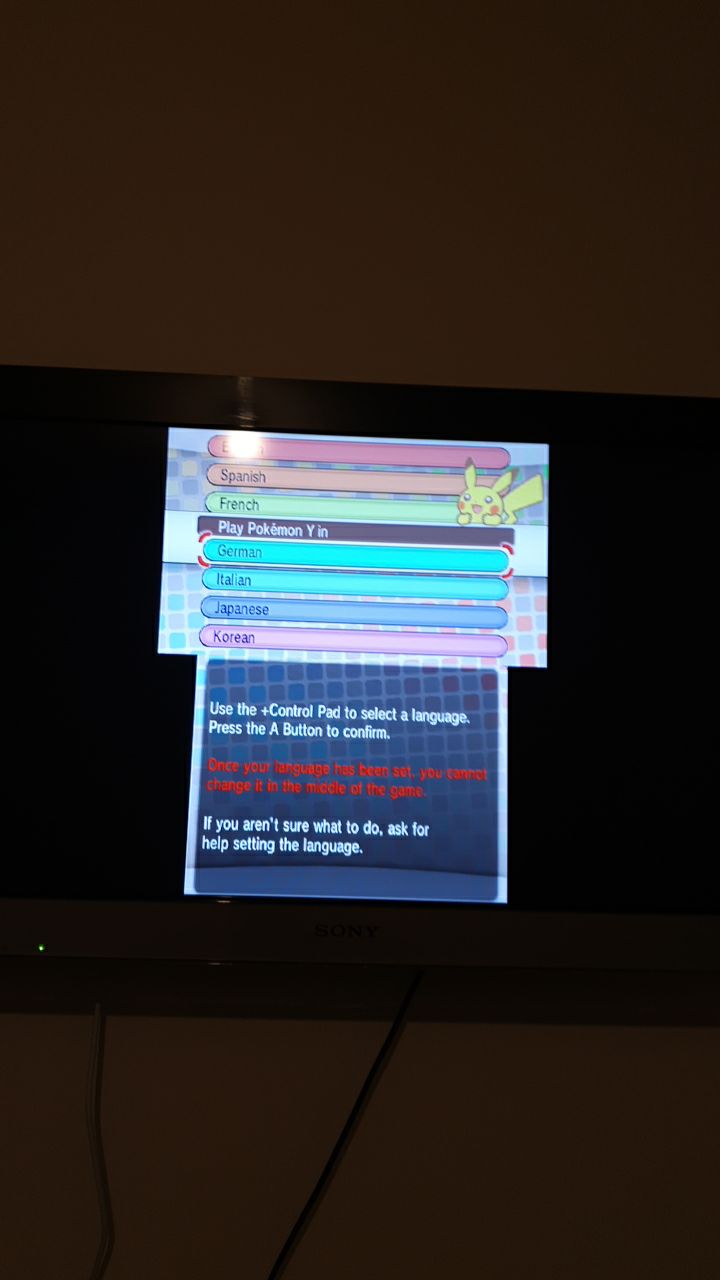 Spanish
French
Play Pokémon Y in
German
Italian
Japanese
Korean
Use the +Control Pad to select a language.
Press the A Button to confirm.
Once your language has been set, you cannot
change it in the middle of the game.
If you aren't sure what to do, ask for
help setting the language.
SONY